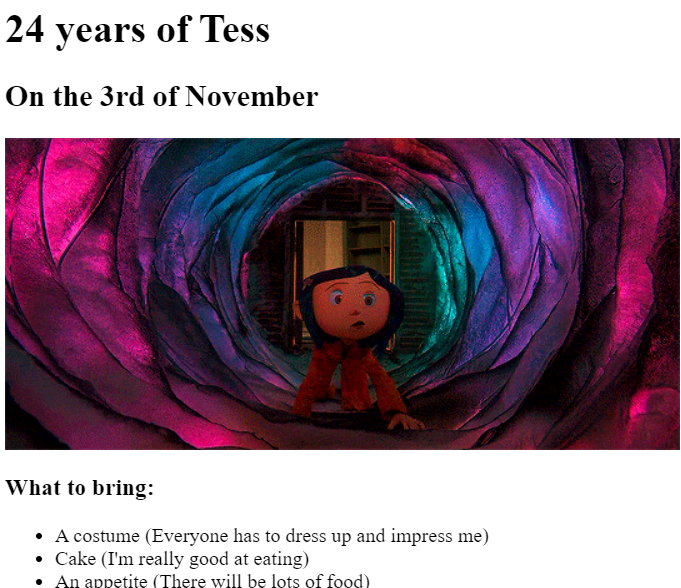 24 years of Tess
On the 3rd of November
What to bring:
A costume (Everyone has to dress up and impress me)
Cake (I'm really good at eating)
An appetite (There will be lots of food)